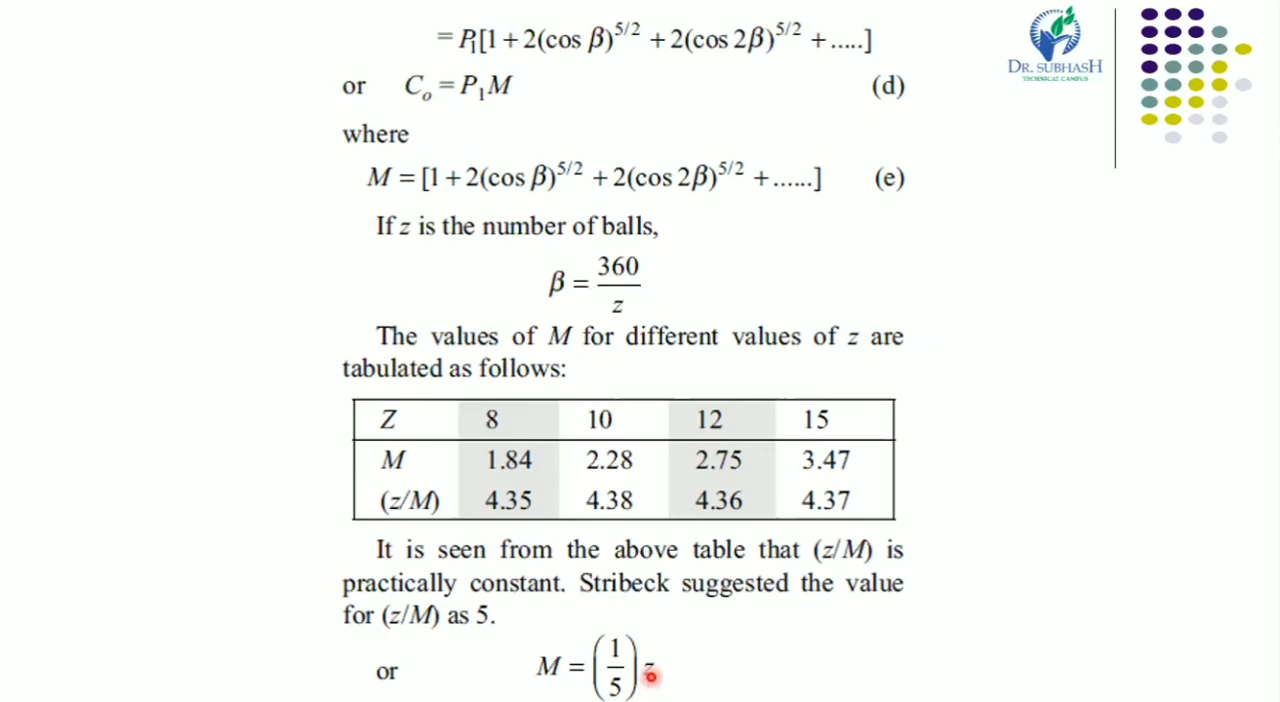 = P₁[1 + 2(cos β)^5/2 + 2(cos 2β)^5/2 + .....]
DR. SUBHASH
TECHNICAL CAMPUS
or Cₒ = P₁M (d)
where
M = [1 + 2(cos β)^5/2 + 2(cos 2β)^5/2 + ......] (e)
If z is the number of balls,
β = 360/z
The values of M for different values of z are
tabulated as follows:
Z 8 10 12 15
M 1.84 2.28 2.75 3.47
(z/M) 4.35 4.38 4.36 4.37
It is seen from the above table that (z/M) is
practically constant. Stribeck suggested the value
for (z/M) as 5.
or M = (1/5) z